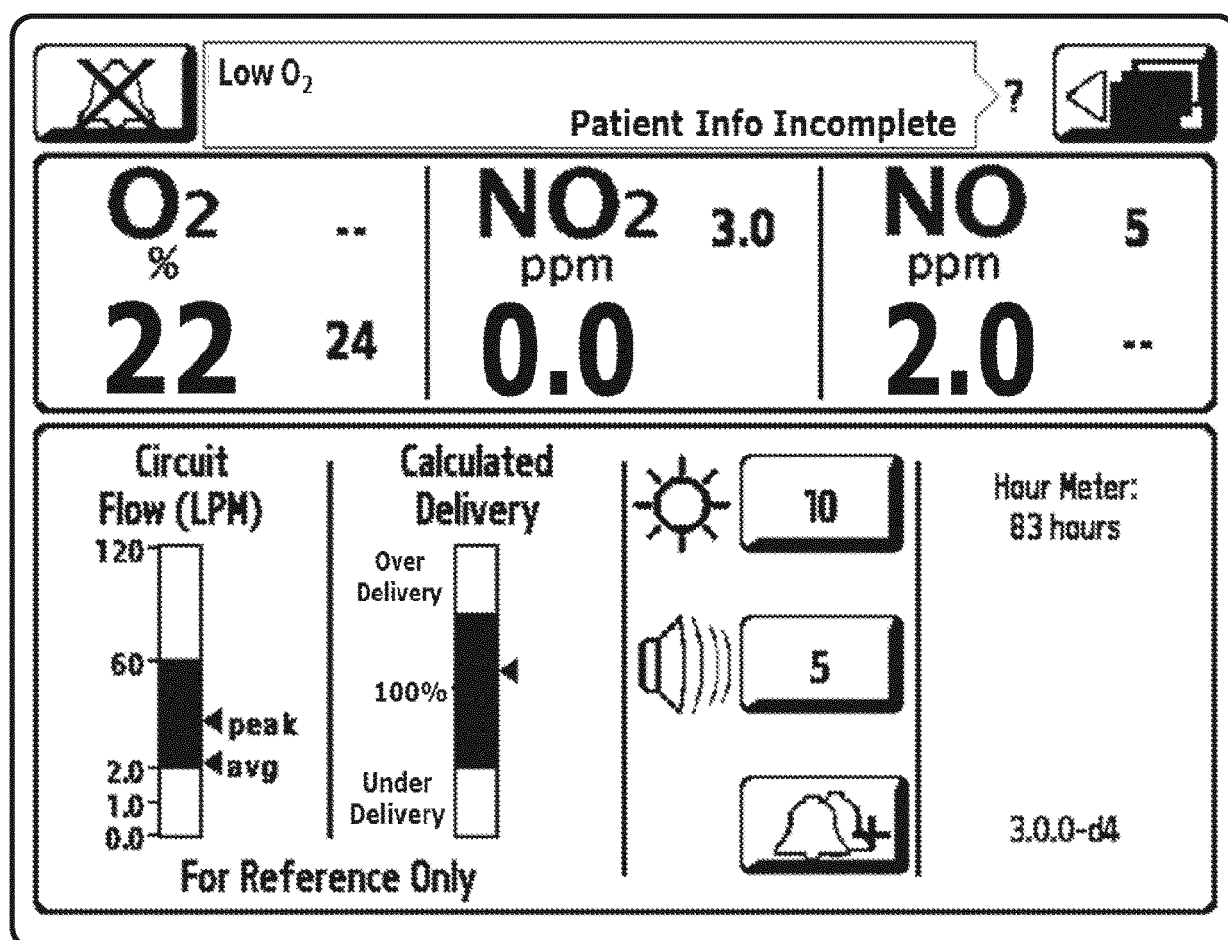 Low O₂
Patient Info Incomplete
?
O2
%
--
22
24
NO2
ppm
3.0
0.0
NO
ppm
5
2.0
--
Circuit
Flow (LPM)
120
60
peak
avg
2.0
1.0
0.0
Calculated
Delivery
Over
Delivery
100%
Under
Delivery
For Reference Only
10
5
Hour Meter:
83 hours
3.0.0-d4